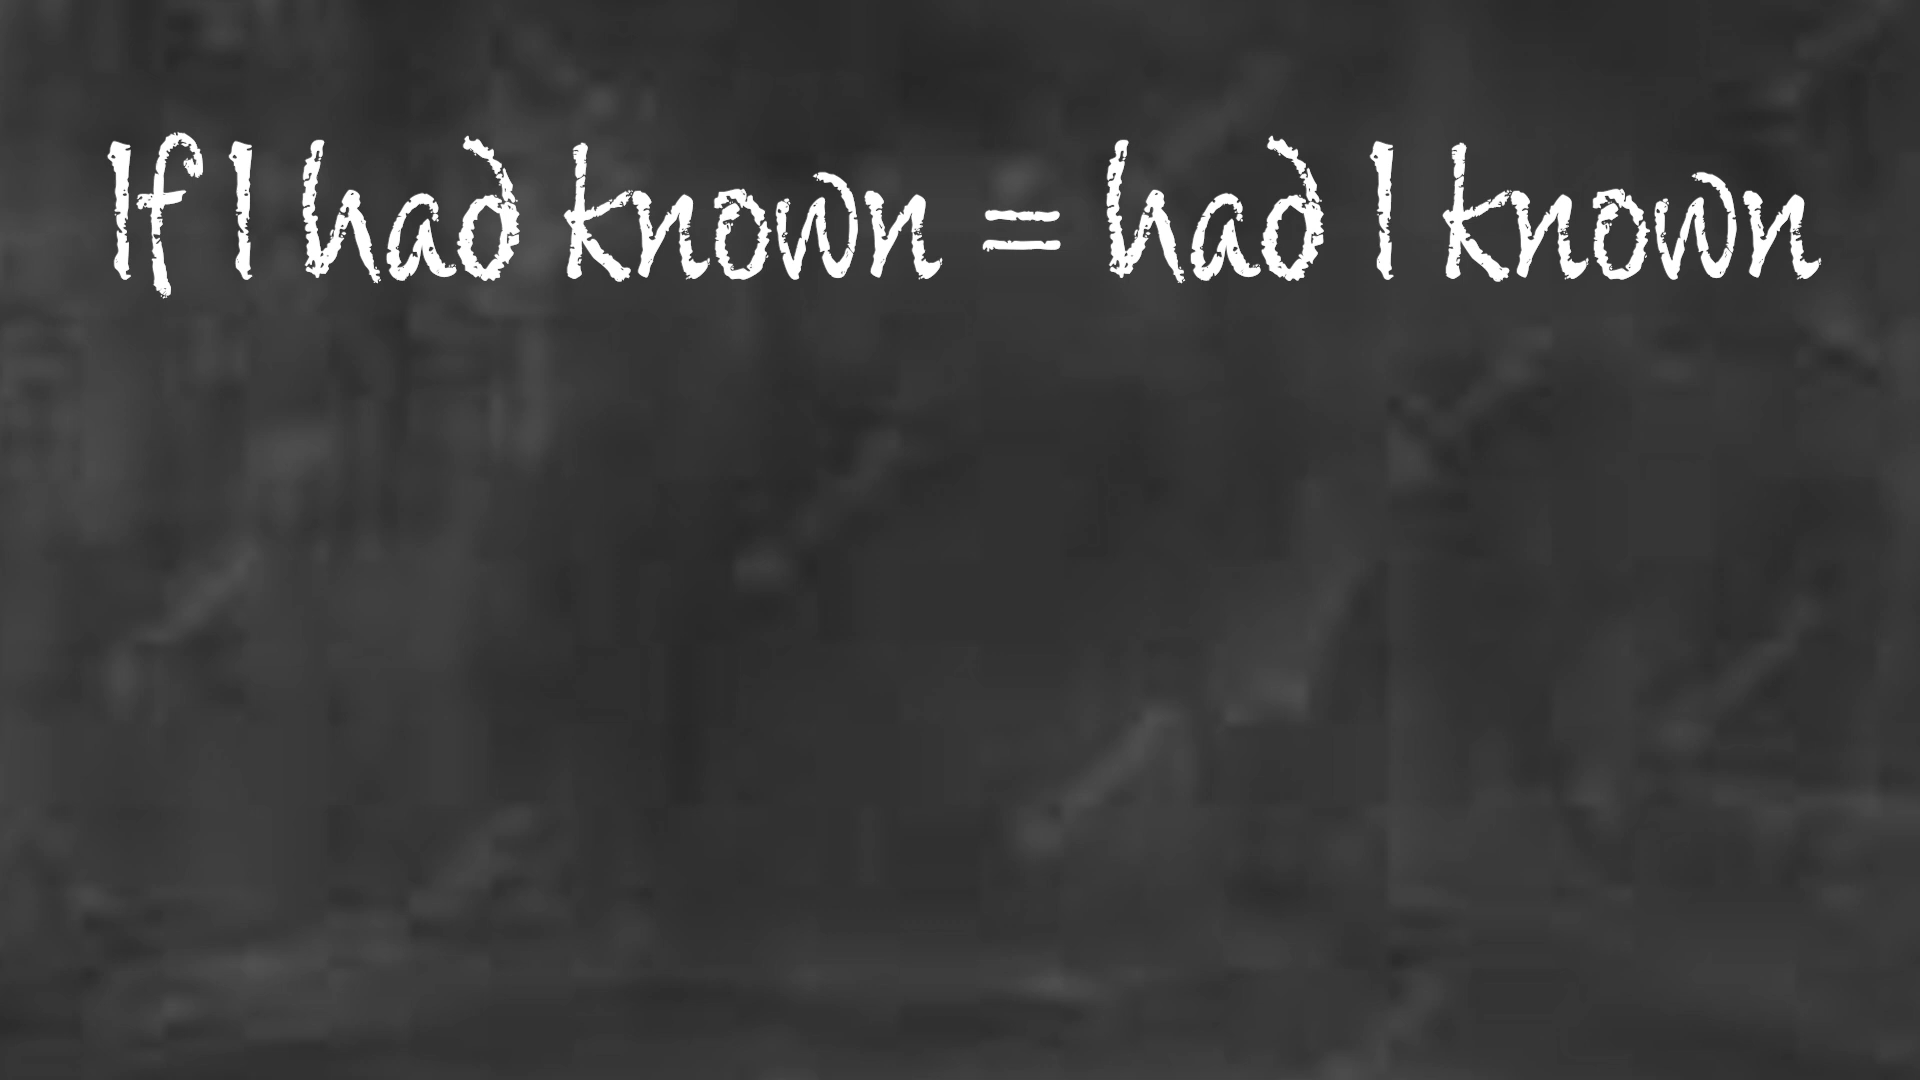 If I had known = had I known